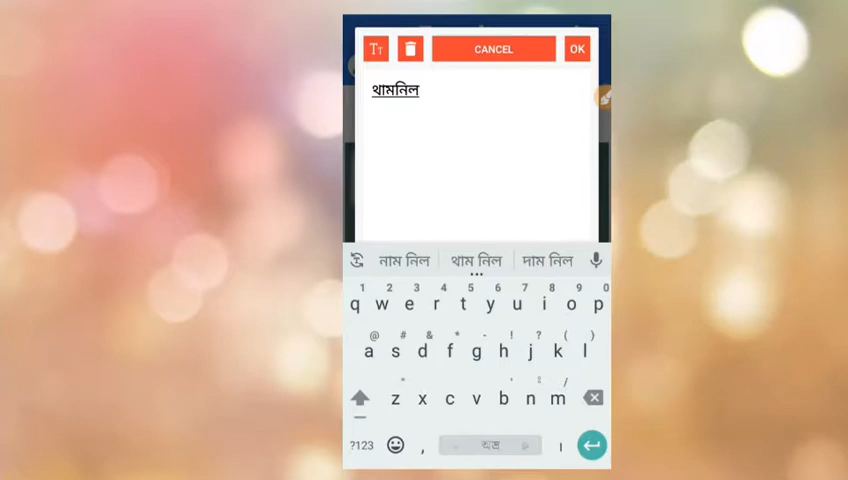 Tт CANCEL OK
থামনিল
নাম নিল থাম নিল দাম নিল
1 2 3 4 5 6 7 8 9 0
q w e r t y u i o p
@ # & * - ! ? ( )
a s d f g h j k l
z x c v b n m
?123 , অভ্র ।